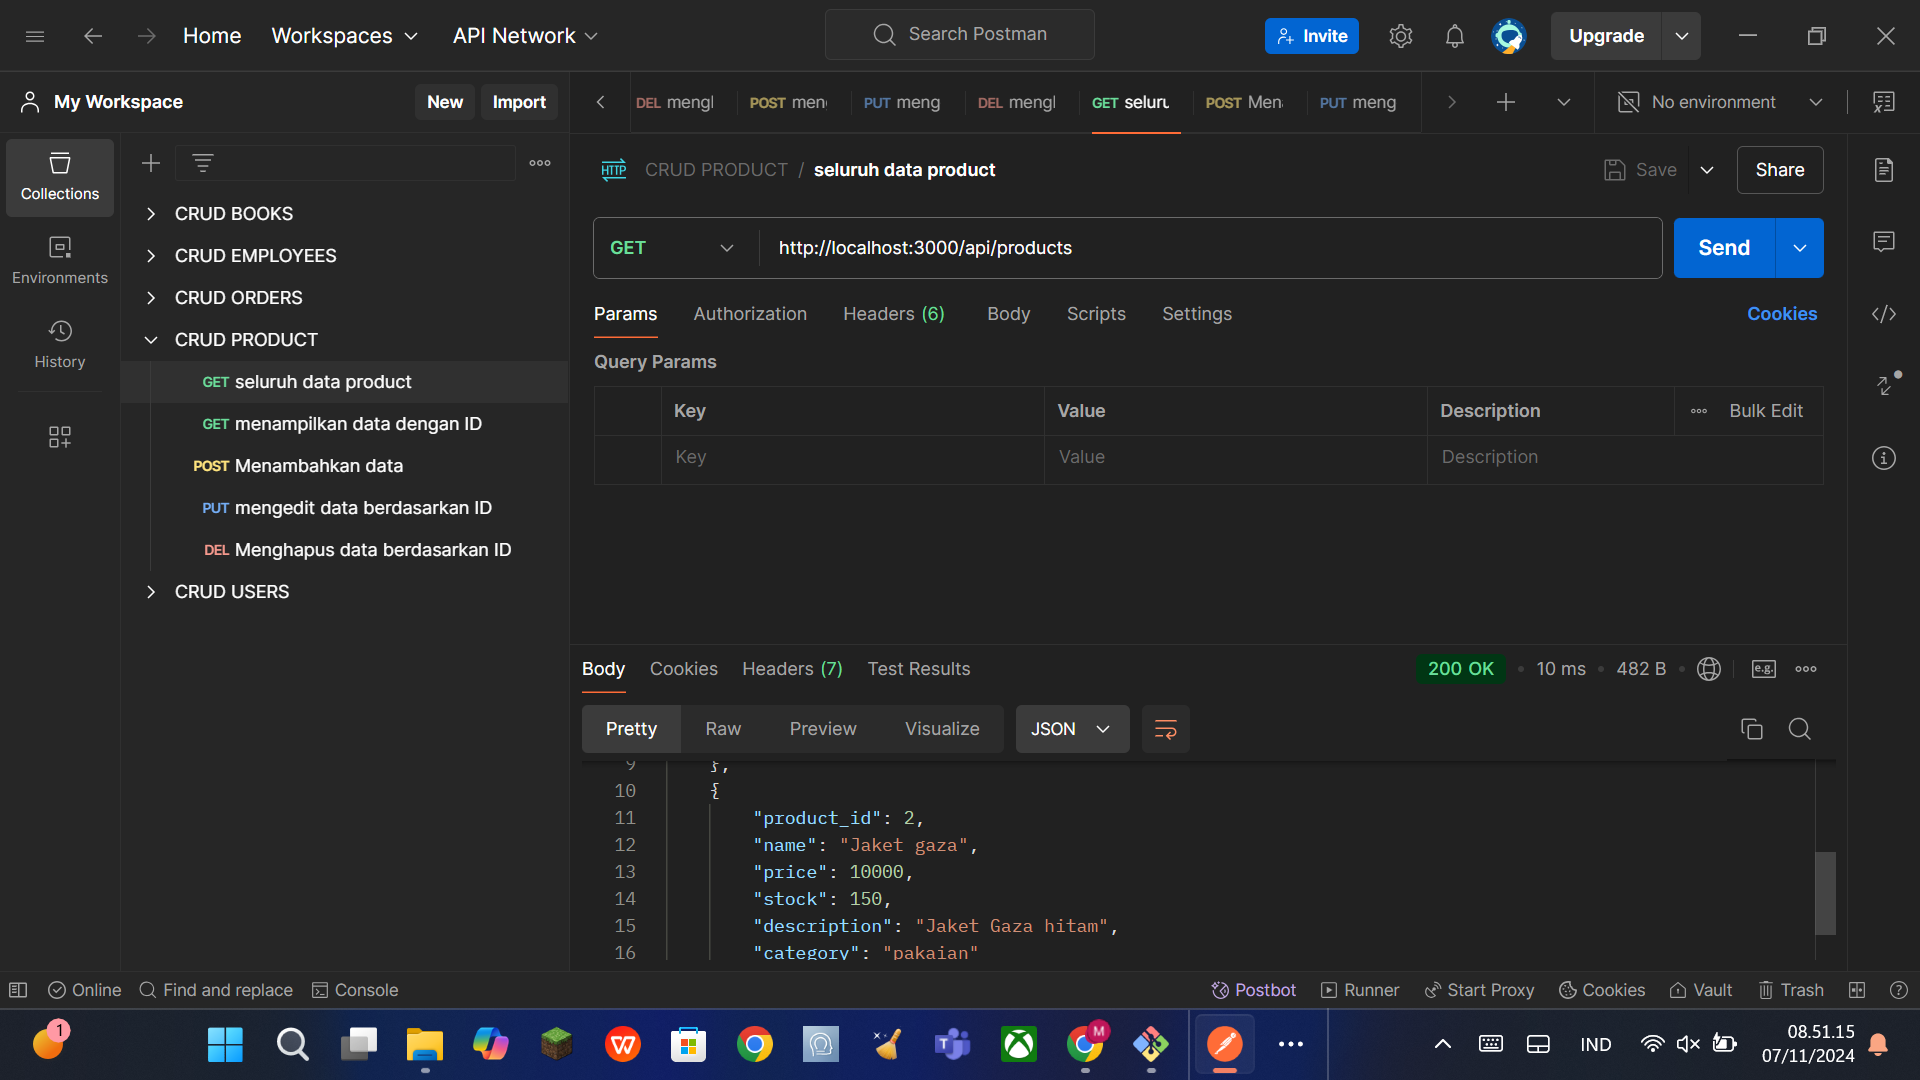 Home
Workspaces
API Network
Search Postman
Invite
Upgrade
My Workspace
New
Import
DEL mengl
POST men
PUT meng
DEL mengl
GET selur
POST Men
PUT meng
No environment
Collections
Environments
History
CRUD BOOKS
CRUD EMPLOYEES
CRUD ORDERS
CRUD PRODUCT
GET seluruh data product
GET menampilkan data dengan ID
POST Menambahkan data
PUT mengedit data berdasarkan ID
DEL Menghapus data berdasarkan ID
CRUD USERS
HTTP CRUD PRODUCT / seluruh data product
Save
Share
GET
http://localhost:3000/api/products
Send
Params
Authorization
Headers (6)
Body
Scripts
Settings
Cookies
Query Params
Key
Value
Description
Bulk Edit
Key
Value
Description
Body
Cookies
Headers (7)
Test Results
200 OK
10 ms
482 B
e.g.
Pretty
Raw
Preview
Visualize
JSON
9 },
10 {
11 "product_id": 2,
12 "name": "Jaket gaza",
13 "price": 10000,
14 "stock": 150,
15 "description": "Jaket Gaza hitam",
16 "category": "pakaian"
Online
Find and replace
Console
Postbot
Runner
Start Proxy
Cookies
Vault
Trash
1
M
IND
08.51.15
07/11/2024